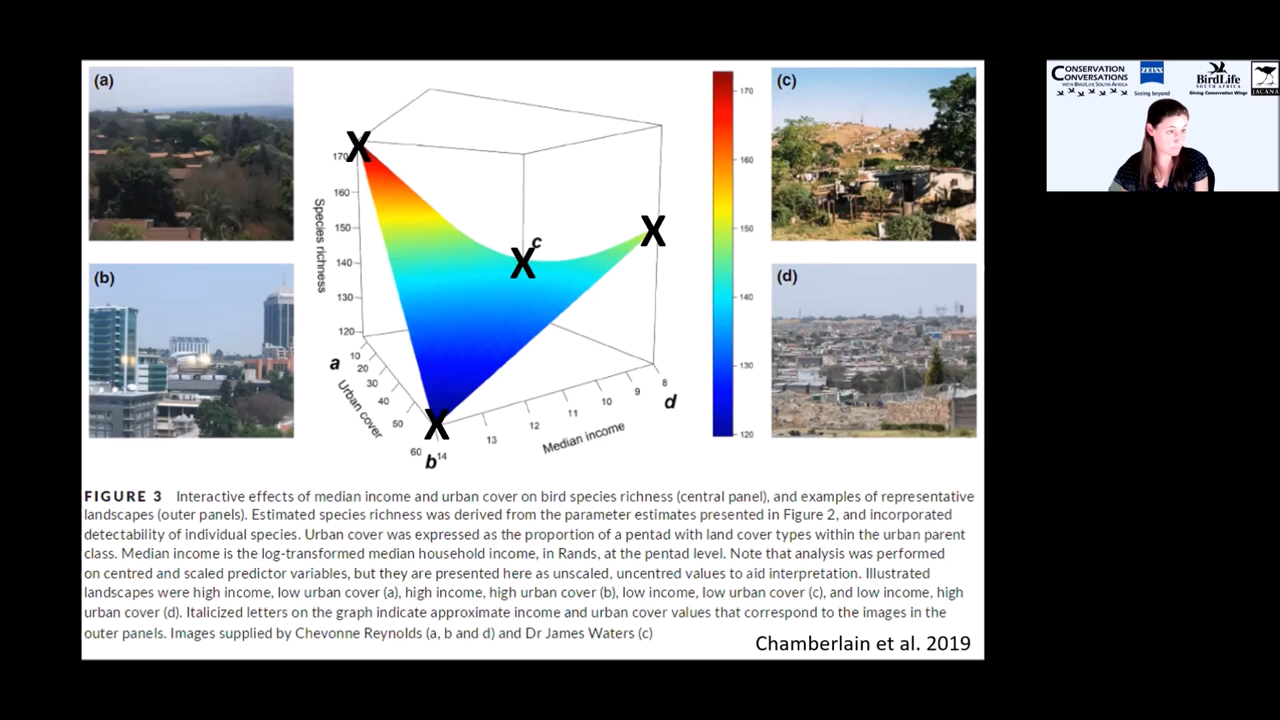 (a)
(b)
(c)
(d)
X
X
X
X
Species richness
170
160
150
140
130
120
a
10
20
30
40
50
60
Urban cover
b
14
13
12
11
10
9
8
Median income
c
d
170
160
150
140
130
120
FIGURE 3 Interactive effects of median income and urban cover on bird species richness (central panel), and examples of representative
landscapes (outer panels). Estimated species richness was derived from the parameter estimates presented in Figure 2, and incorporated
detectability of individual species. Urban cover was expressed as the proportion of a pentad with land cover types within the urban parent
class. Median income is the log-transformed median household income, in Rands, at the pentad level. Note that analysis was performed
on centred and scaled predictor variables, but they are presented here as unscaled, uncentred values to aid interpretation. Illustrated
landscapes were high income, low urban cover (a), high income, high urban cover (b), low income, low urban cover (c), and low income, high
urban cover (d). Italicized letters on the graph indicate approximate income and urban cover values that correspond to the images in the
outer panels. Images supplied by Chevonne Reynolds (a, b and d) and Dr James Waters (c)
Chamberlain et al. 2019
CONSERVATION
CONVERSATIONS
WITH BIRDLIFE SOUTH AFRICA
ZEISS
Seeing beyond
BirdLife
SOUTH AFRICA
Giving Conservation Wings
JACANA